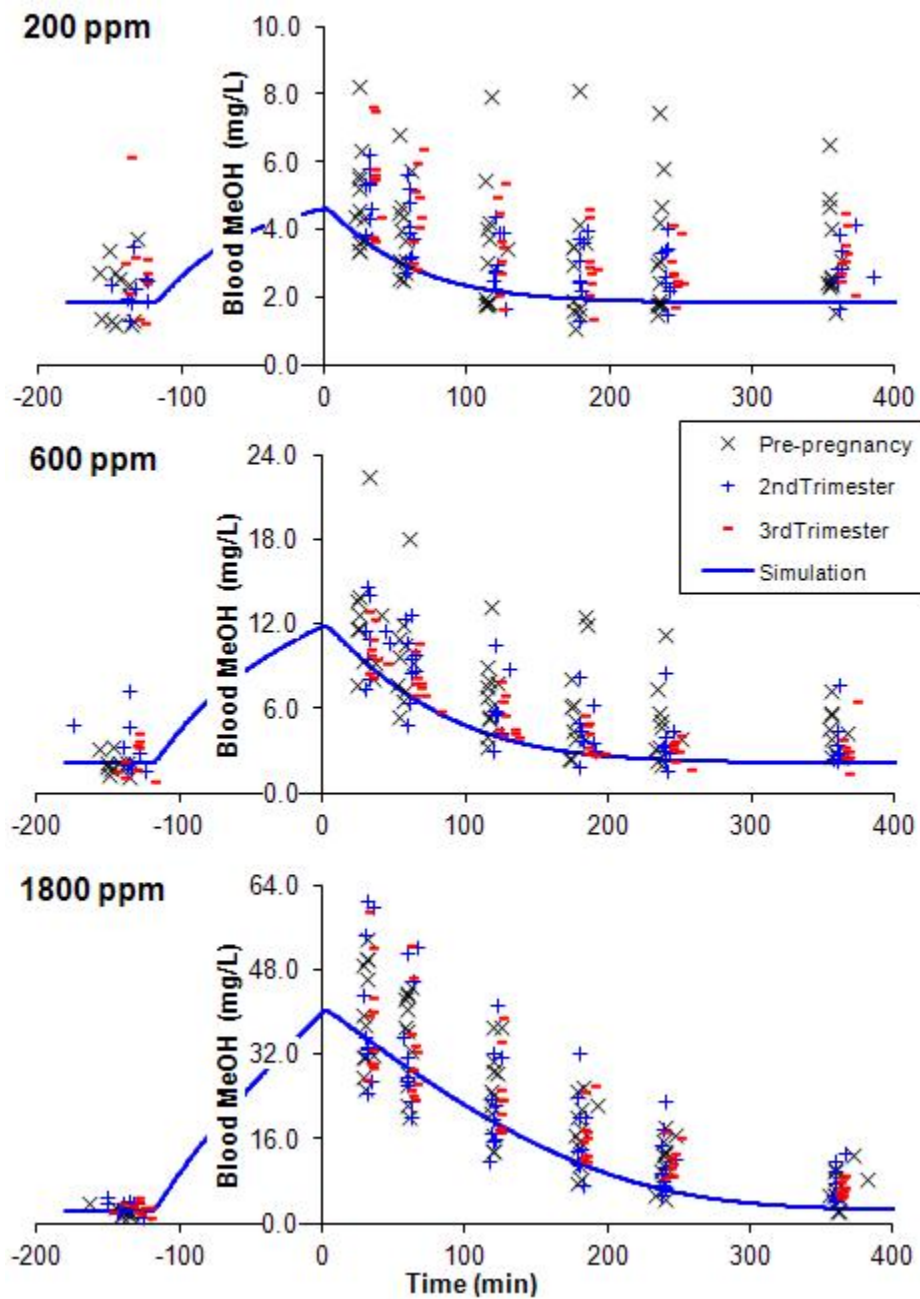 200 ppm
10.0
8.0
6.0
4.0
2.0
0.0
Blood MeOH (mg/L)
-200 -100 0 100 200 300 400
600 ppm
24.0
18.0
12.0
6.0
0.0
Blood MeOH (mg/L)
Pre-pregnancy
2ndTrimester
3rdTrimester
Simulation
-200 -100 0 100 200 300 400
1800 ppm
64.0
48.0
32.0
16.0
0.0
Blood MeOH (mg/L)
-200 -100 0 100 200 300 400
Time (min)